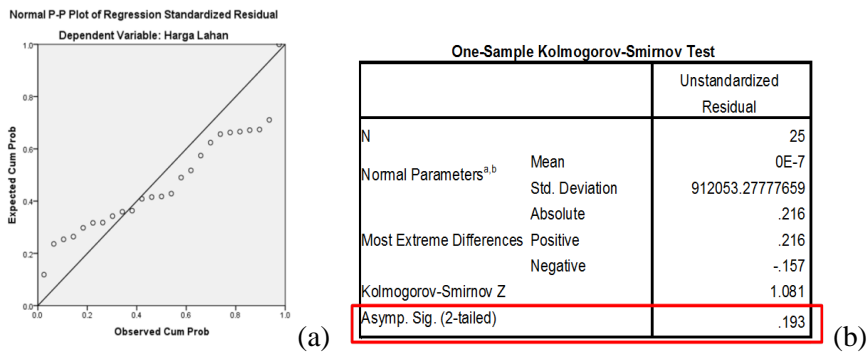 Normal P-P Plot of Regression Standardized Residual
Dependent Variable: Harga Lahan
Expected Cum Prob
1.0
0.8
0.6
0.4
0.2
0.0
0.0 0.2 0.4 0.6 0.8 1.0
Observed Cum Prob
(a)
One-Sample Kolmogorov-Smirnov Test
Unstandardized
Residual
N 25
Normal Parametersa,b Mean 0E-7
Std. Deviation 912053.27777659
Most Extreme Differences Absolute .216
Positive .216
Negative -.157
Kolmogorov-Smirnov Z 1.081
Asymp. Sig. (2-tailed) .193
(b)